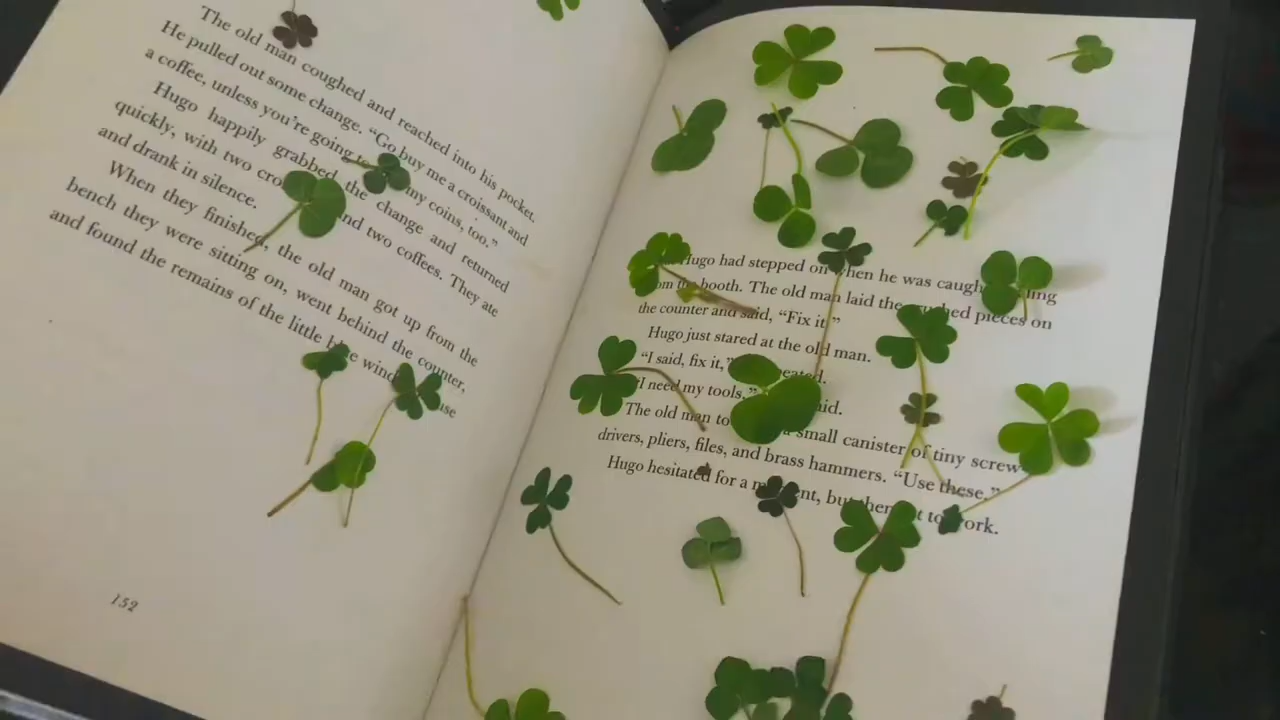 The old man coughed and reached into his pocket.
He pulled out some change. “Go buy me a croissant and
a coffee, unless you’re going my coins, too.”
Hugo happily grabbed the change and returned
quickly, with two and two coffees. They ate
and drank in silence.
When they finished, the old man got up from the
bench they were sitting on, went behind the counter,
and found the remains of the little
152
Hugo had stepped on when he was caught
from the booth. The old man laid the pieces on
the counter and said, “Fix it.”
Hugo just stared at the old man.
“I said, fix it,” repeated.
“I need my tools,” said.
The old man small canister of tiny screw-
drivers, pliers, files, and brass hammers. “Use these.”
Hugo hesitated for a moment, but then to work.